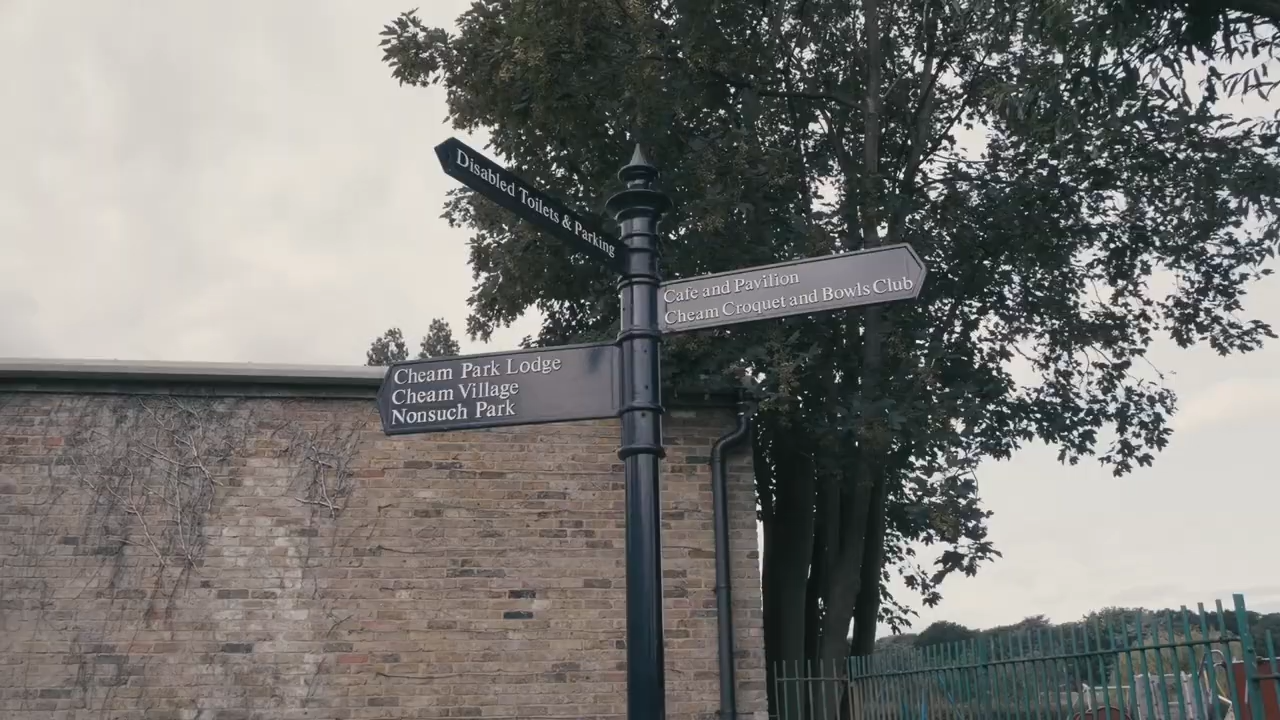 Disabled Toilets & Parking
Cafe and Pavilion
Cheam Croquet and Bowls Club
Cheam Park Lodge
Cheam Village
Nonsuch Park